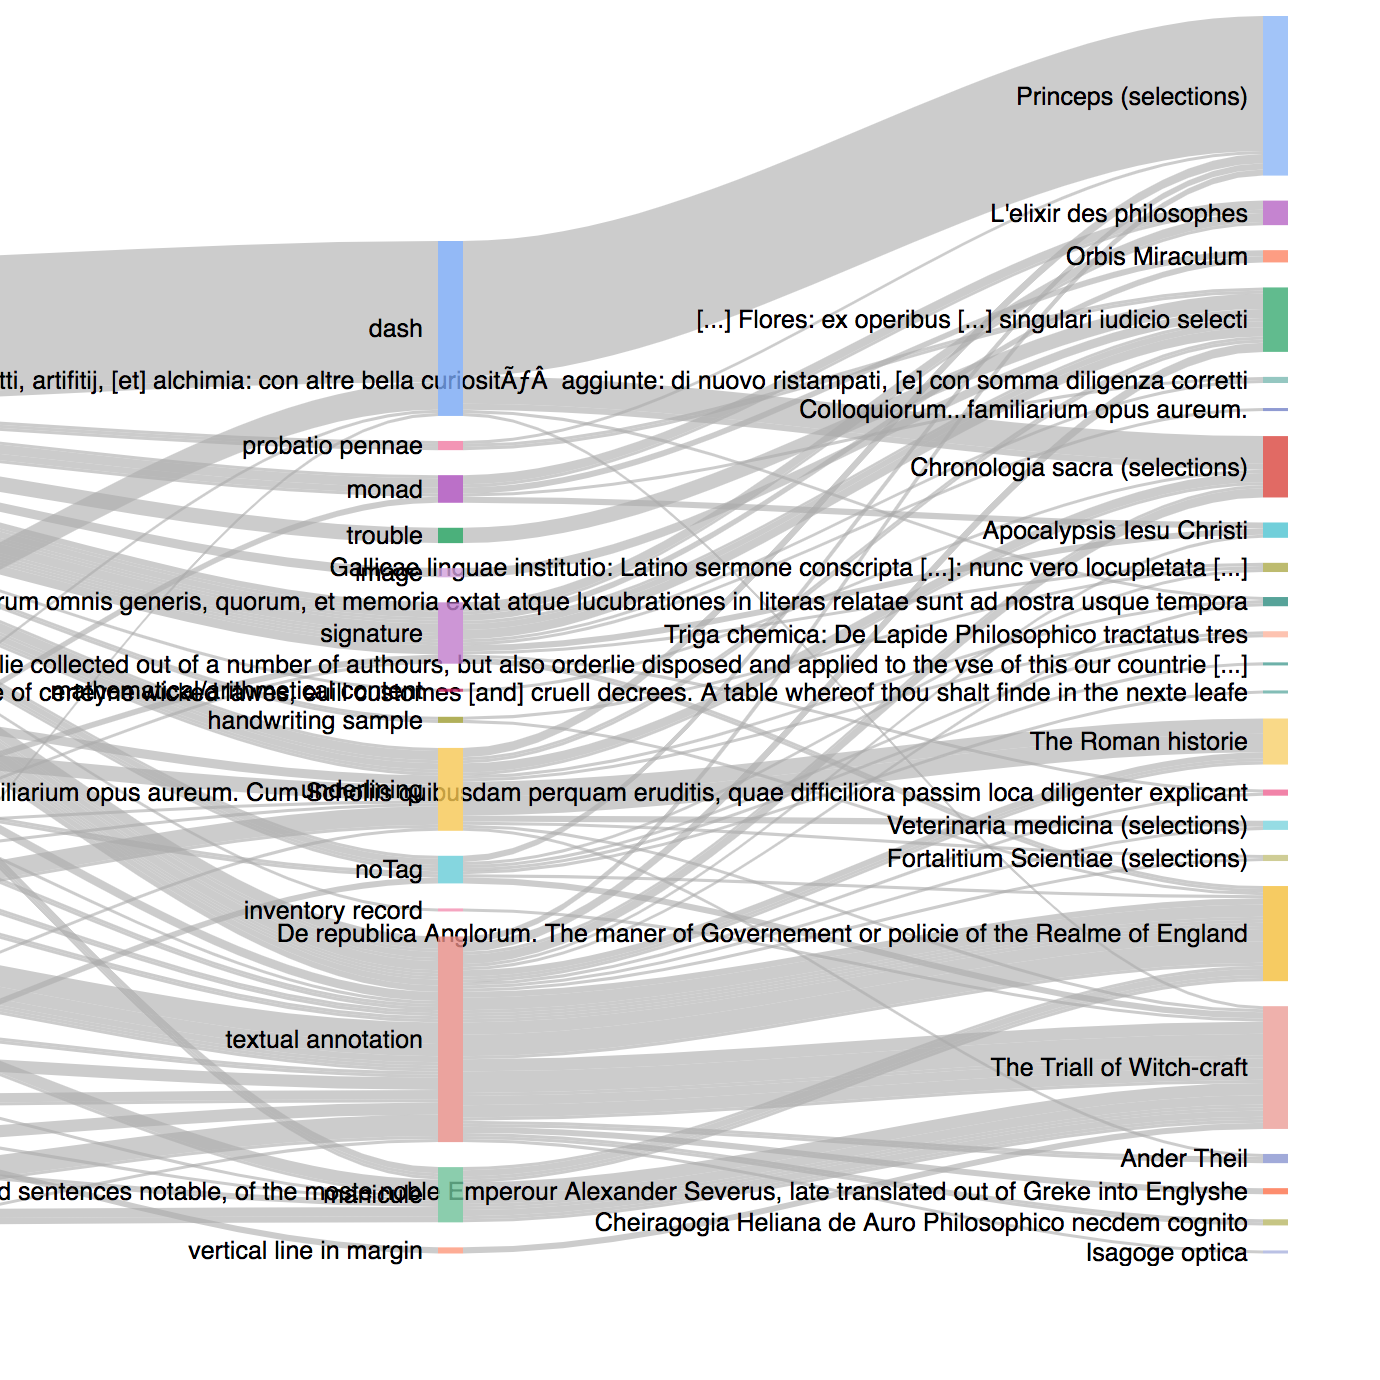 Princeps (selections)
L'elixir des philosophes
Orbis Miraculum
[...] Flores: ex operibus [...] singulari iudicio selecti
dash
tti, artifitij, [et] alchimia: con altre bella curiositÃƒÂ aggiunte: di nuovo ristampati, [e] con somma diligenza corretti
Colloquiorum...familiarium opus aureum.
probatio pennae
Chronologia sacra (selections)
monad
Apocalypsis Iesu Christi
trouble
Gallicae linguae institutio: Latino sermone conscripta [...]: nunc vero locupletata [...]
image
rum omnis generis, quorum, et memoria extat atque lucubrationes in literas relatae sunt ad nostra usque tempora
signature
Triga chemica: De Lapide Philosophico tractatus tres
lie collected out of a number of authours, but also orderlie disposed and applied to the vse of this our countrie [...]
mathematical/arithmetical content
e of certeyne wicked lawes, euill customes [and] cruell decrees. A table whereof thou shalt finde in the nexte leafe
handwriting sample
The Roman historie
underlining
iliarium opus aureum. Cum Scholiis quibusdam perquam eruditis, quae difficiliora passim loca diligenter explicant
Veterinaria medicina (selections)
Fortalitium Scientiae (selections)
noTag
inventory record
De republica Anglorum. The maner of Governement or policie of the Realme of England
textual annotation
The Triall of Witch-craft
Ander Theil
manicule
d sentences notable, of the moste noble Emperour Alexander Severus, late translated out of Greke into Englyshe
Cheiragogia Heliana de Auro Philosophico necdem cognito
vertical line in margin
Isagoge optica